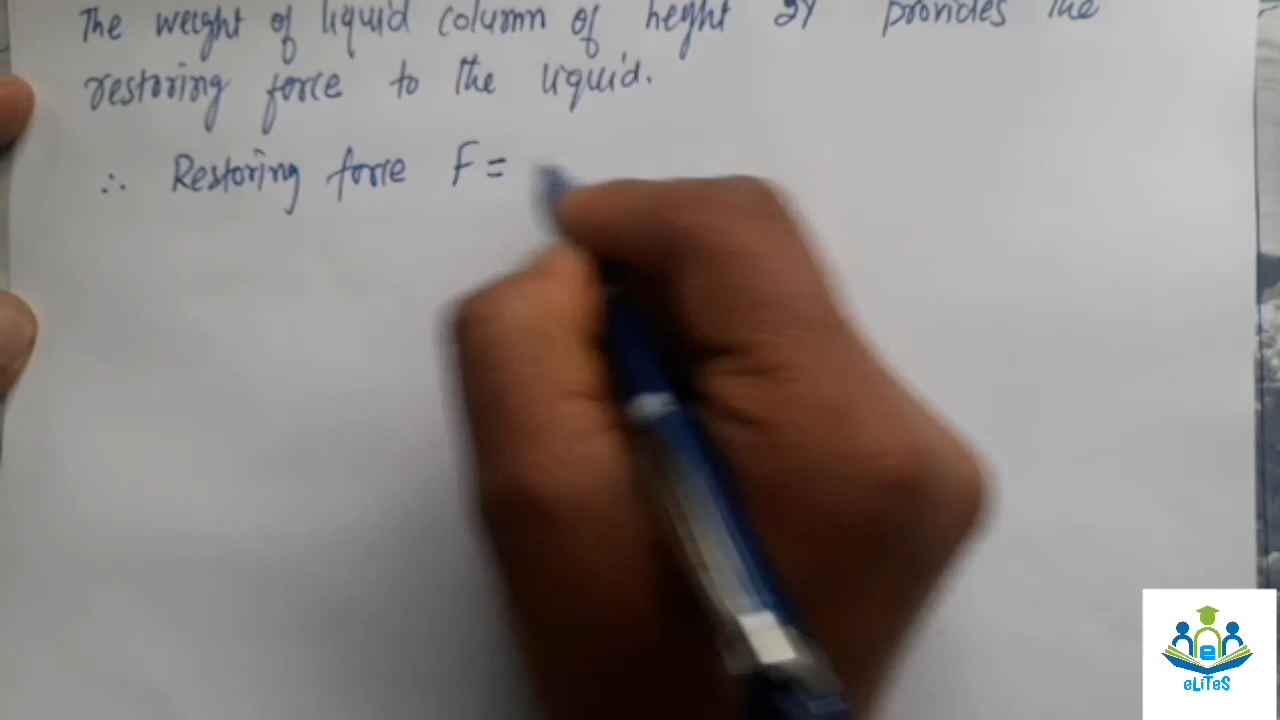 The weight of liquid column of height 2y provides the
restoring force to the liquid.
∴ Restoring force F =
e
eLiTeS